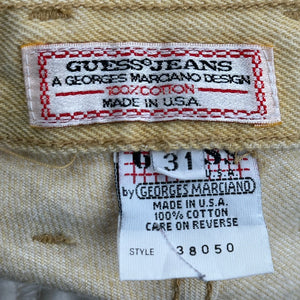 GUESS JEANS
A GEORGES MARCIANO DESIGN
100% COTTON
MADE IN U.S.A.
31
U.S.A.
by GEORGES MARCIANO
MADE IN U.S.A.
100% COTTON
CARE ON REVERSE
STYLE 38050